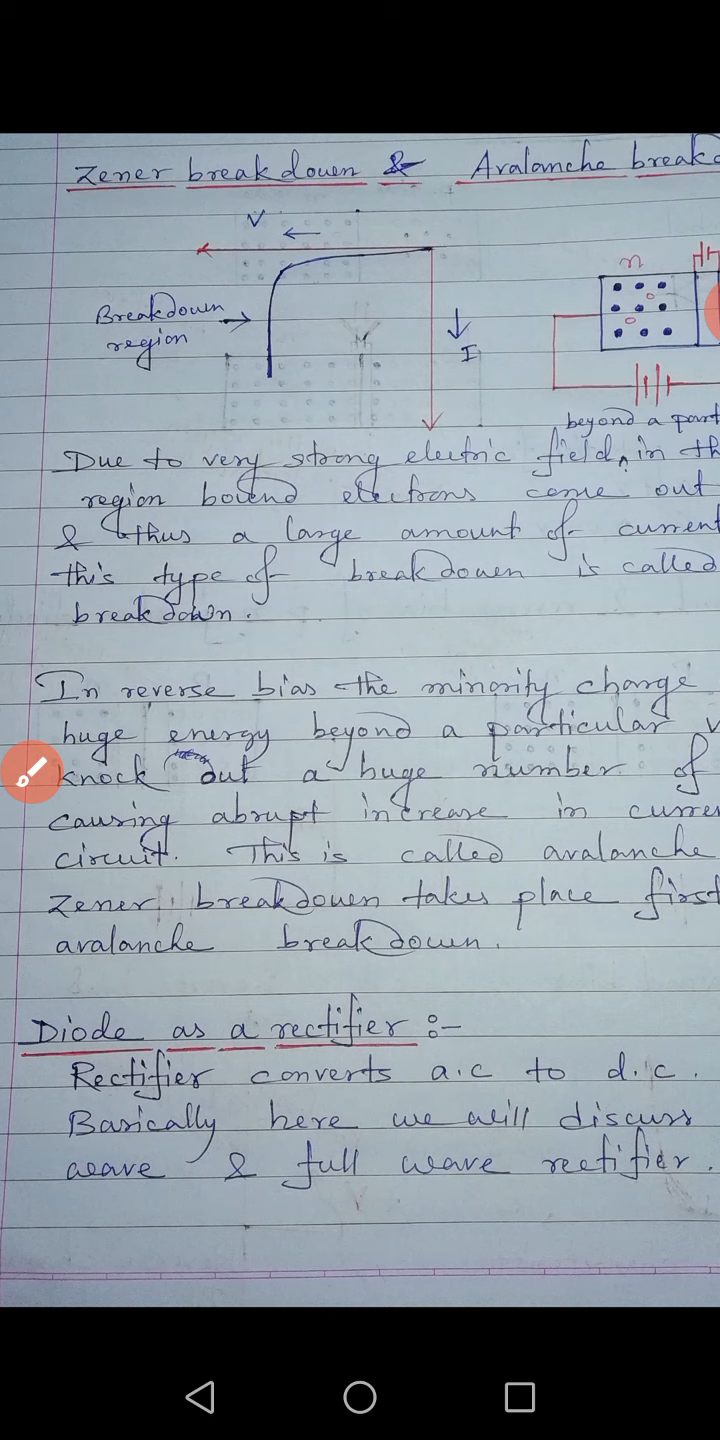 Zener breakdown & Avalanche breakd
V
n
Breakdown
region
I
beyond a part
Due to very strong electric field, in th
region bound electrons come out
& thus a large amount of current
this type of breakdown is called
breakdown.
In reverse bias the minority charge
huge energy beyond a particular v
knock out a huge number of
causing abrupt increase in curre
circuit. This is called avalanche
Zener breakdown takes place first
avalanche breakdown.
Diode as a rectifier :-
Rectifier converts a.c to d.c.
Basically here we will discuss
wave & full wave rectifier.